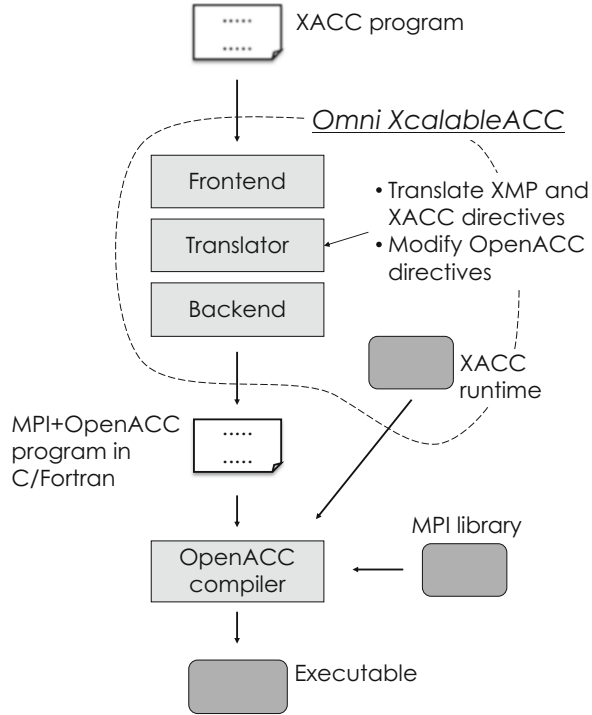 XACC program
.....
.....
Omni XcalableACC
Frontend
• Translate XMP and
XACC directives
Translator
• Modify OpenACC
directives
Backend
XACC
runtime
MPI+OpenACC
program in
C/Fortran
.....
.....
MPI library
OpenACC
compiler
Executable